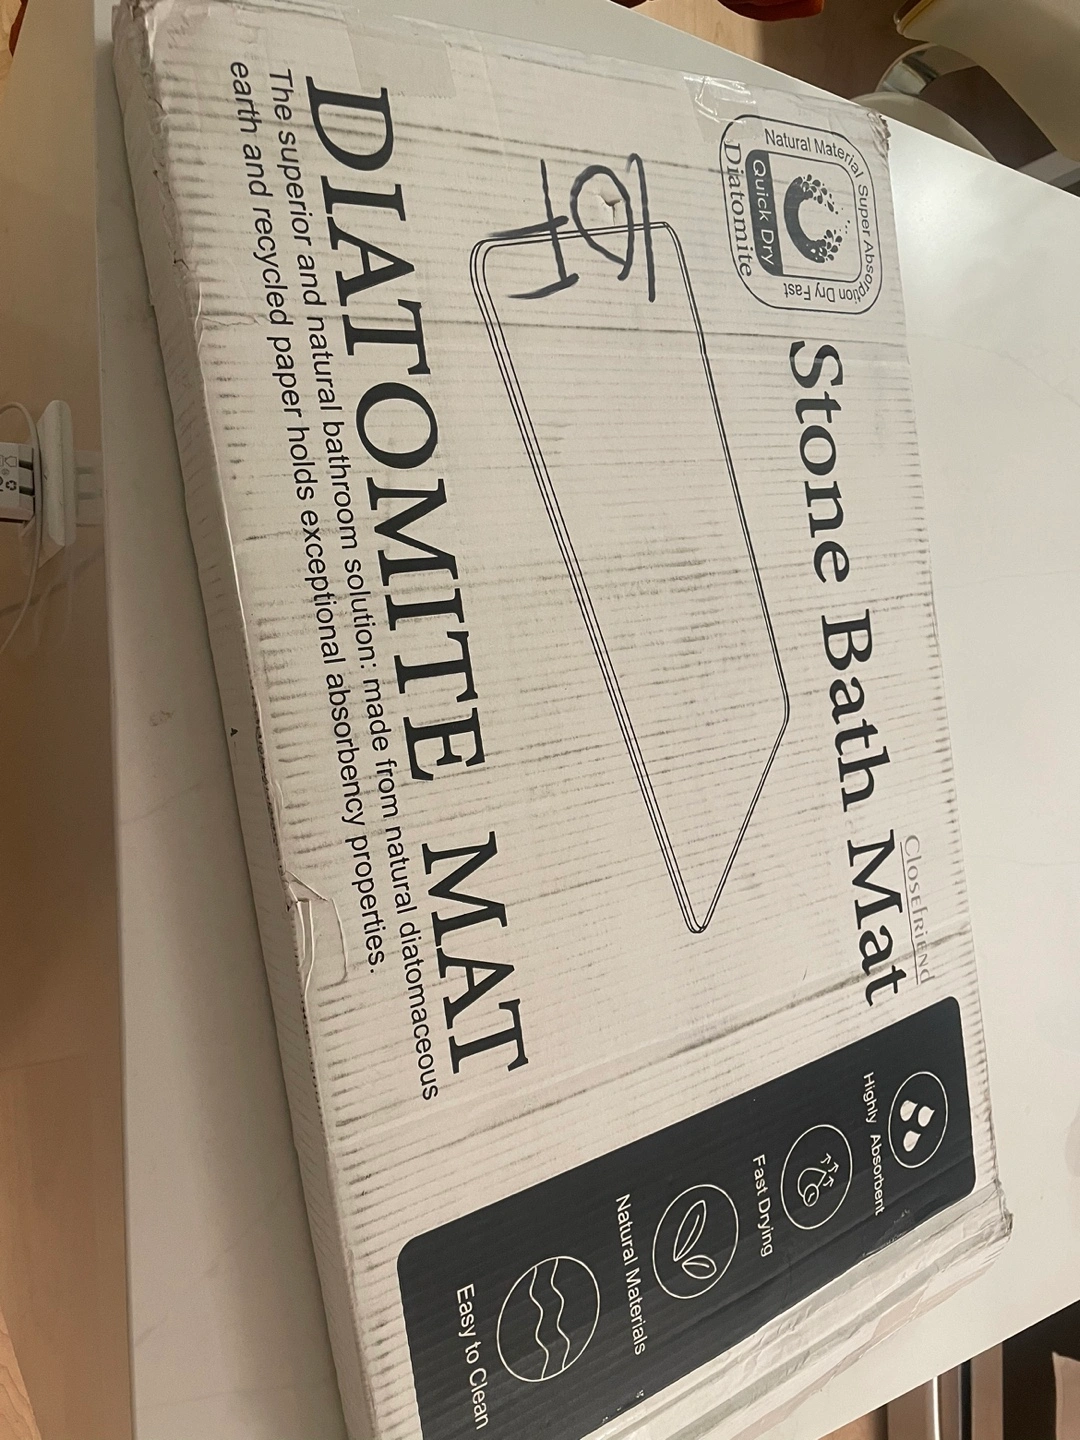 Natural Material Super Absorption Dry Fast
Quick Dry
Diatomite
Stone Bath Mat
CLOSEFRIEND
Highly Absorbent
Fast Drying
Natural Materials
Easy to Clean
DIATOMITE MAT
The superior and natural bathroom solution: made from natural diatomaceous
earth and recycled paper holds exceptional absorbency properties.